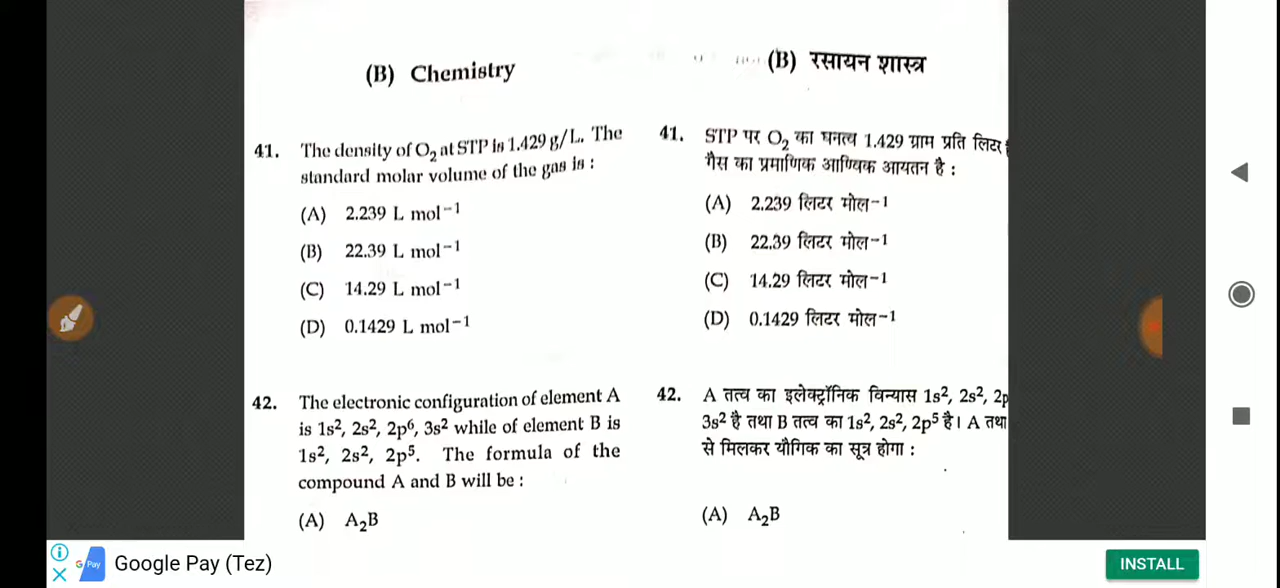 (B) Chemistry
41. The density of O₂ at STP is 1.429 g/L. The
standard molar volume of the gas is :
(A) 2.239 L mol⁻¹
(B) 22.39 L mol⁻¹
(C) 14.29 L mol⁻¹
(D) 0.1429 L mol⁻¹
42. The electronic configuration of element A
is 1s², 2s², 2p⁶, 3s² while of element B is
1s², 2s², 2p⁵. The formula of the
compound A and B will be :
(A) A₂B
(B) रसायन शास्त्र
41. STP पर O₂ का घनत्व 1.429 ग्राम प्रति लिटर
गैस का प्रमाणिक आण्विक आयतन है :
(A) 2.239 लिटर मोल⁻¹
(B) 22.39 लिटर मोल⁻¹
(C) 14.29 लिटर मोल⁻¹
(D) 0.1429 लिटर मोल⁻¹
42. A तत्व का इलेक्ट्रॉनिक विन्यास 1s², 2s², 2p
3s² है तथा B तत्व का 1s², 2s², 2p⁵ है। A तथा
से मिलकर यौगिक का सूत्र होगा :
(A) A₂B
G Pay
Google Pay (Tez)
INSTALL